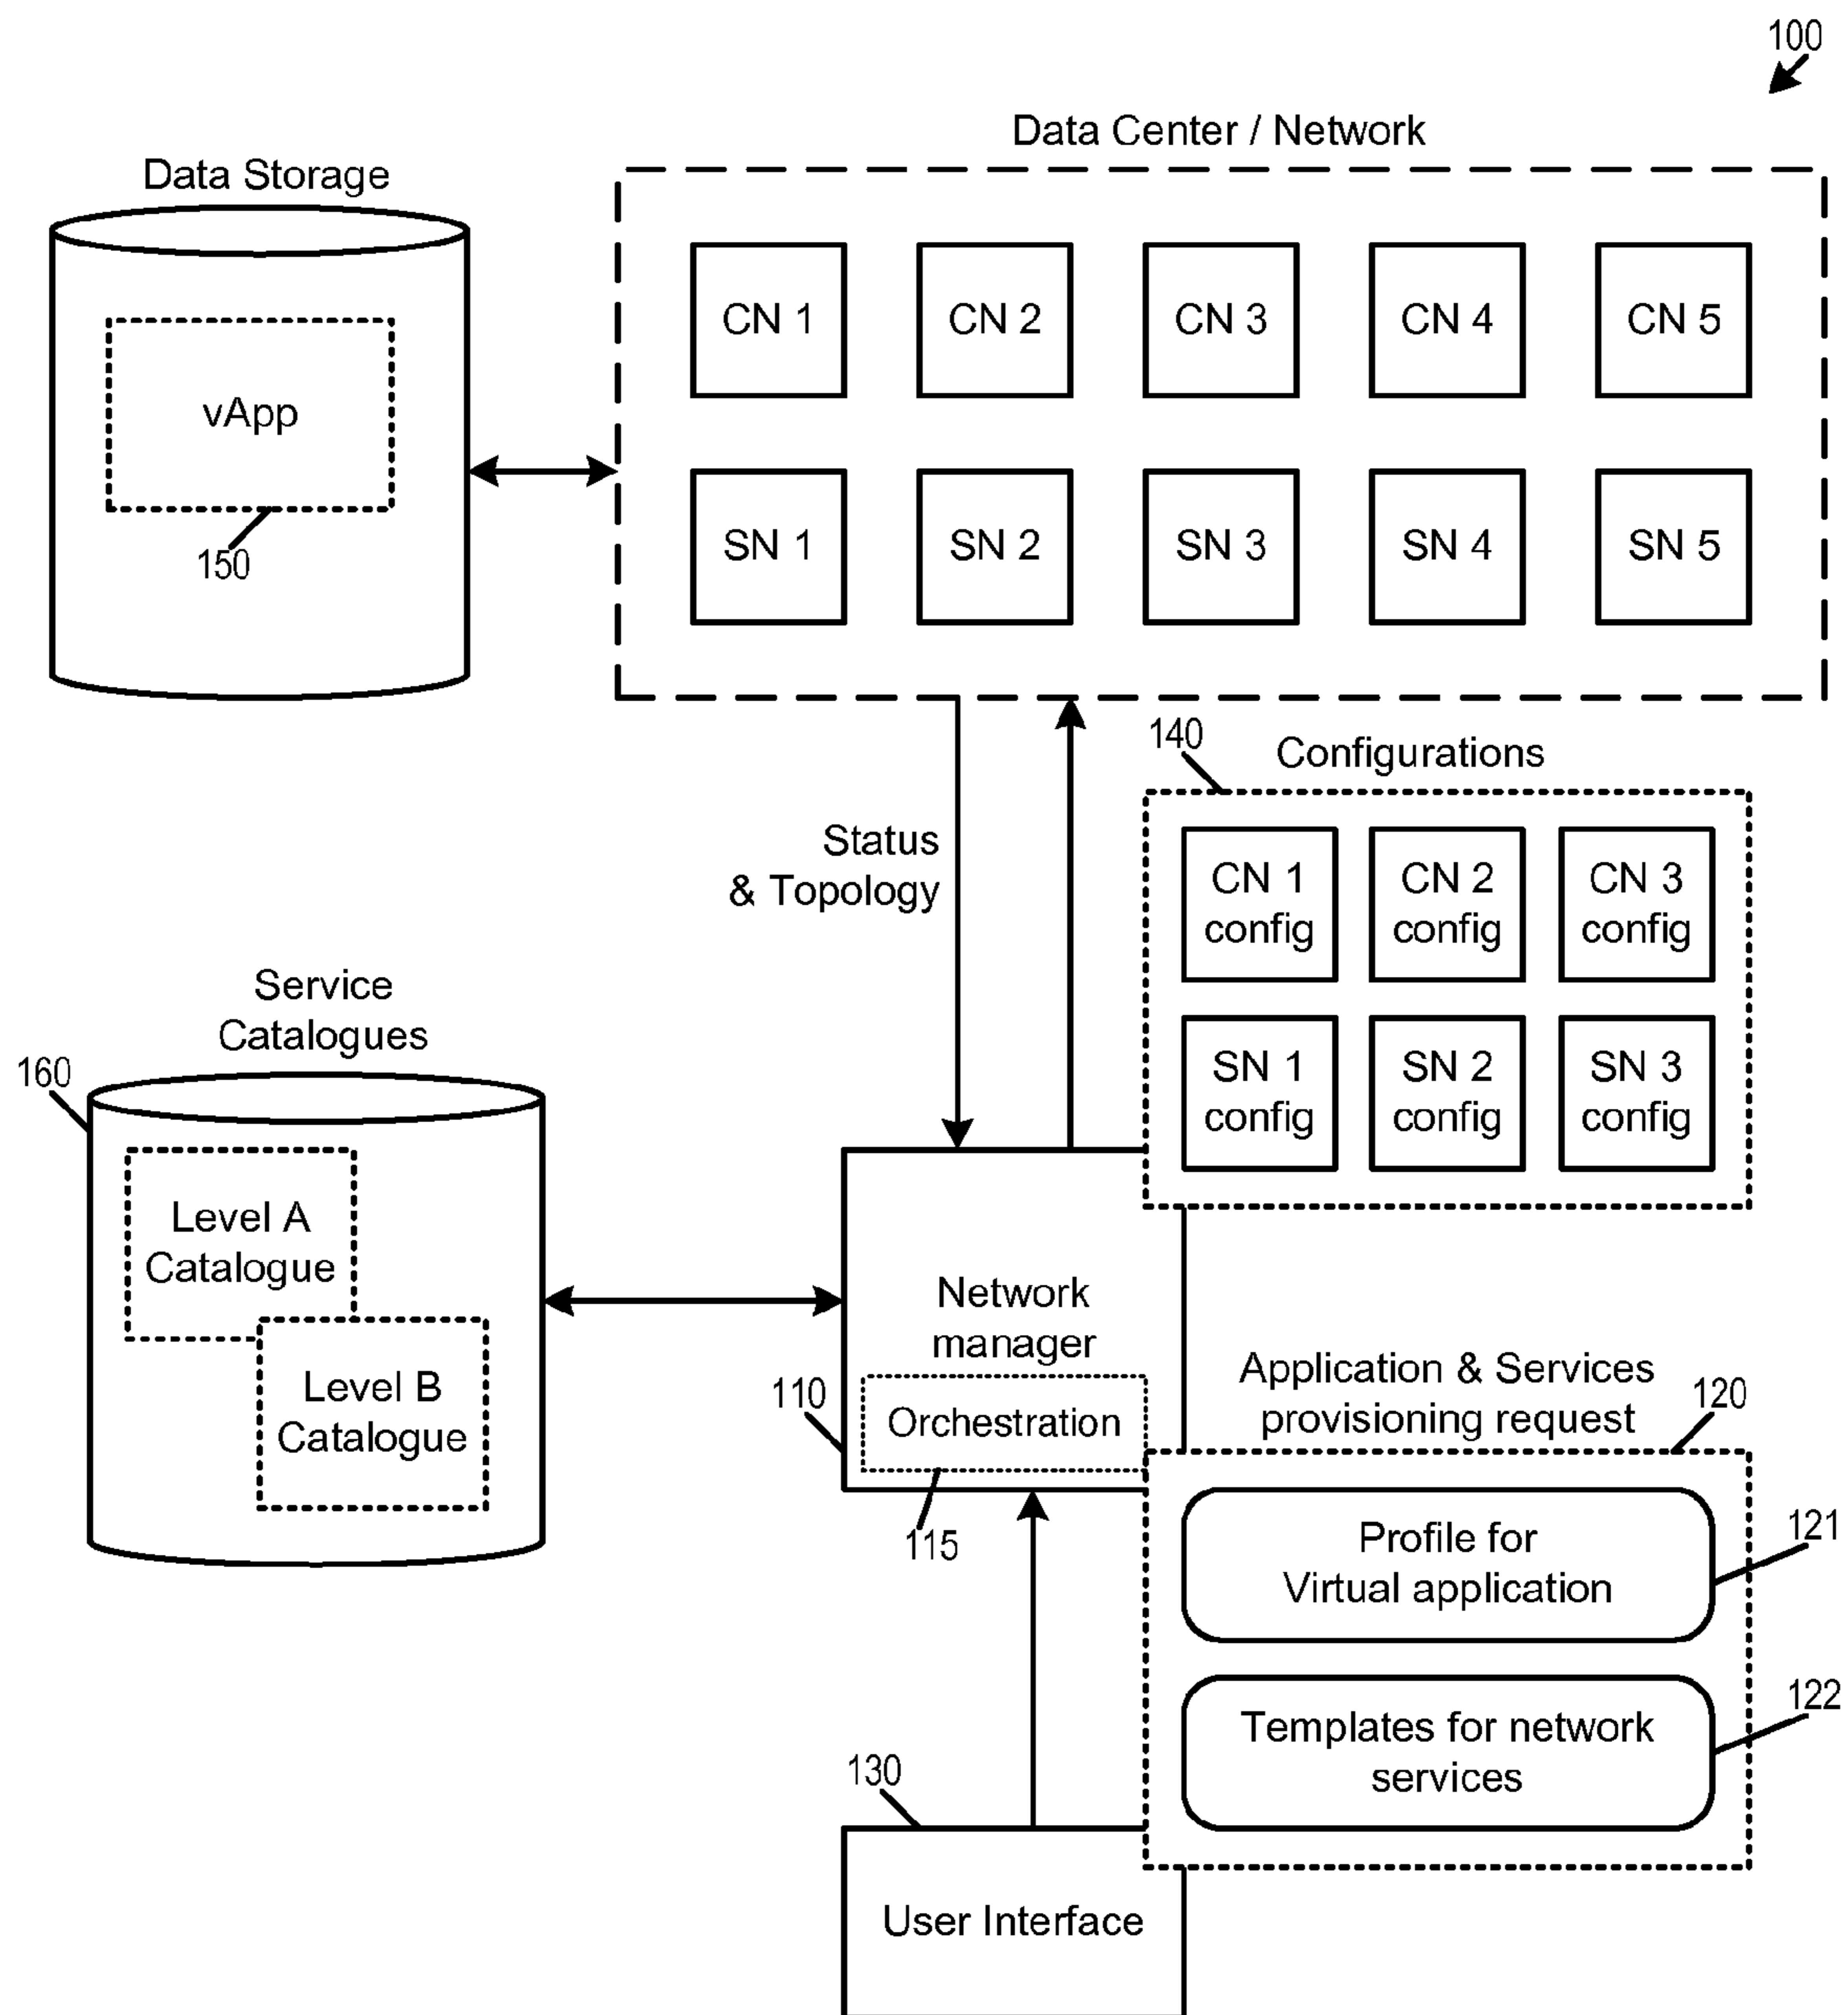 100
Data Center / Network
Data Storage
CN 1
CN 2
CN 3
CN 4
CN 5
vApp
SN 1
SN 2
SN 3
SN 4
SN 5
150
140
Configurations
Status
& Topology
CN 1
config
CN 2
config
CN 3
config
SN 1
config
SN 2
config
SN 3
config
Service
Catalogues
160
Level A
Catalogue
Level B
Catalogue
Network
manager
110
Orchestration
115
Application & Services
provisioning request
120
Profile for
Virtual application
121
Templates for network
services
122
130
User Interface